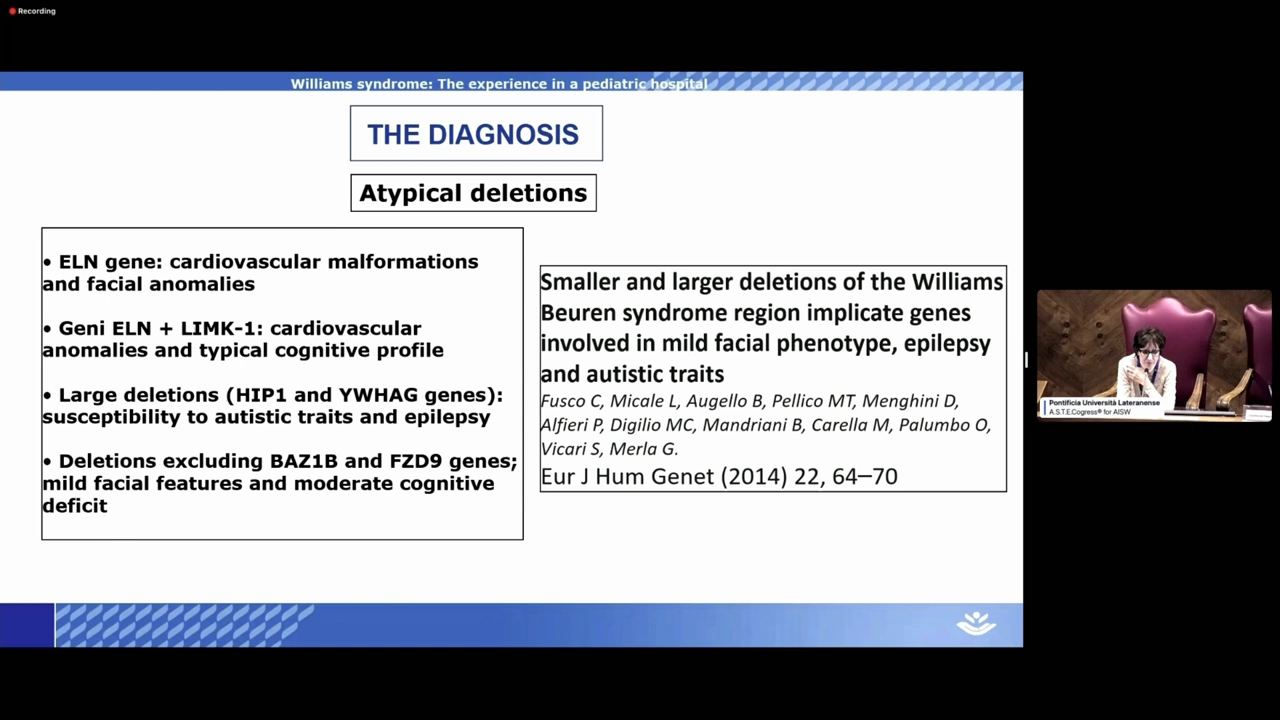 Recording
Williams syndrome: The experience in a pediatric hospital
THE DIAGNOSIS
Atypical deletions
• ELN gene: cardiovascular malformations
and facial anomalies
• Geni ELN + LIMK-1: cardiovascular
anomalies and typical cognitive profile
• Large deletions (HIP1 and YWHAG genes):
susceptibility to autistic traits and epilepsy
• Deletions excluding BAZ1B and FZD9 genes;
mild facial features and moderate cognitive
deficit
Smaller and larger deletions of the Williams
Beuren syndrome region implicate genes
involved in mild facial phenotype, epilepsy
and autistic traits
Fusco C, Micale L, Augello B, Pellico MT, Menghini D,
Alfieri P, Digilio MC, Mandriani B, Carella M, Palumbo O,
Vicari S, Merla G.
Eur J Hum Genet (2014) 22, 64–70
Pontificia Università Lateranense
A.S.T.E.Cogress® for AISW